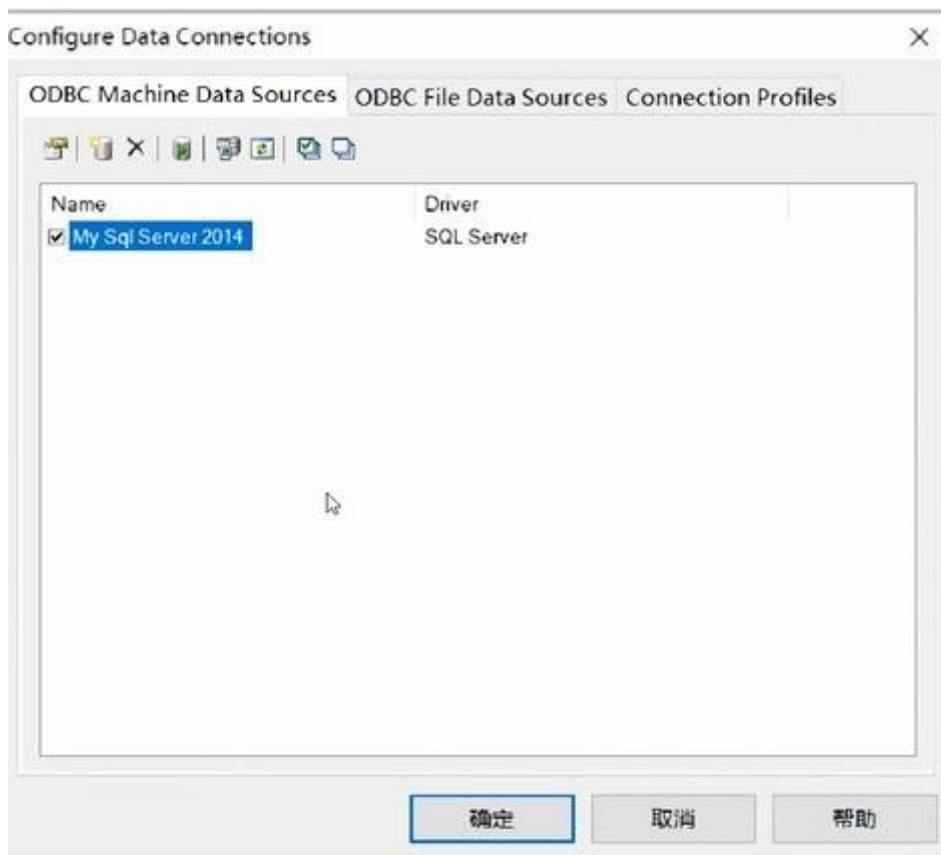 Configure Data Connections
ODBC Machine Data Sources ODBC File Data Sources Connection Profiles
Name Driver
My Sql Server 2014 SQL Server
确定 取消 帮助